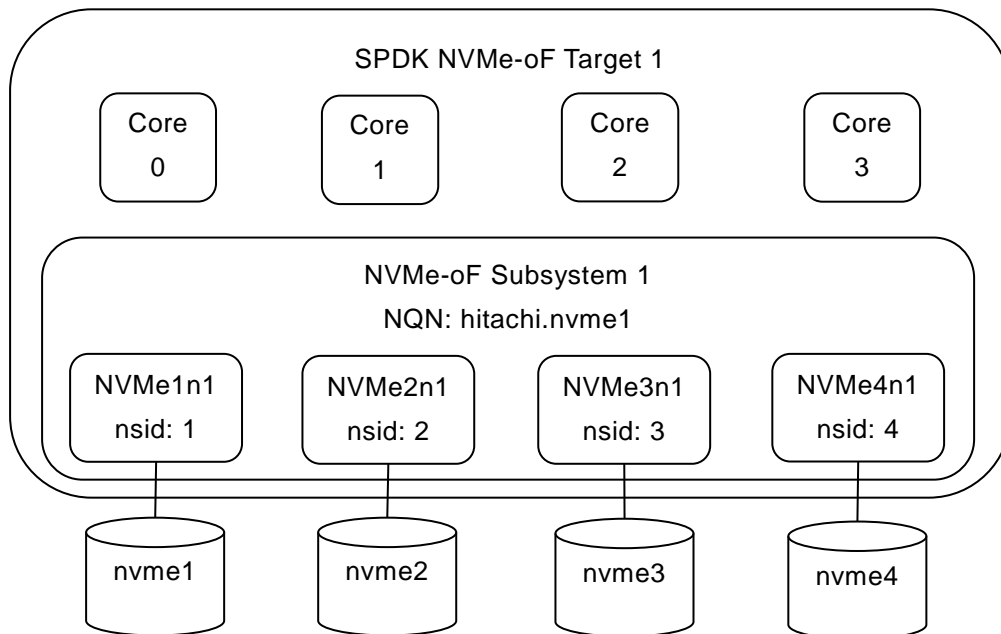 SPDK NVMe-oF Target 1
Core
0
Core
1
Core
2
Core
3
NVMe-oF Subsystem 1
NQN: hitachi.nvme1
NVMe1n1
nsid: 1
NVMe2n1
nsid: 2
NVMe3n1
nsid: 3
NVMe4n1
nsid: 4
nvme1
nvme2
nvme3
nvme4